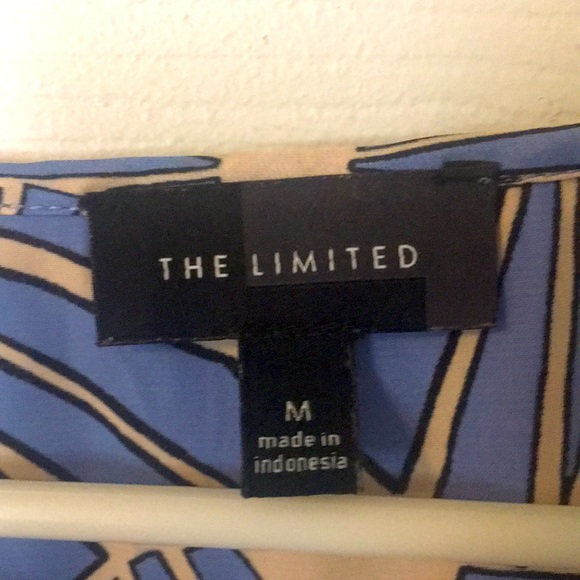 THE LIMITED
M
made in
indonesia